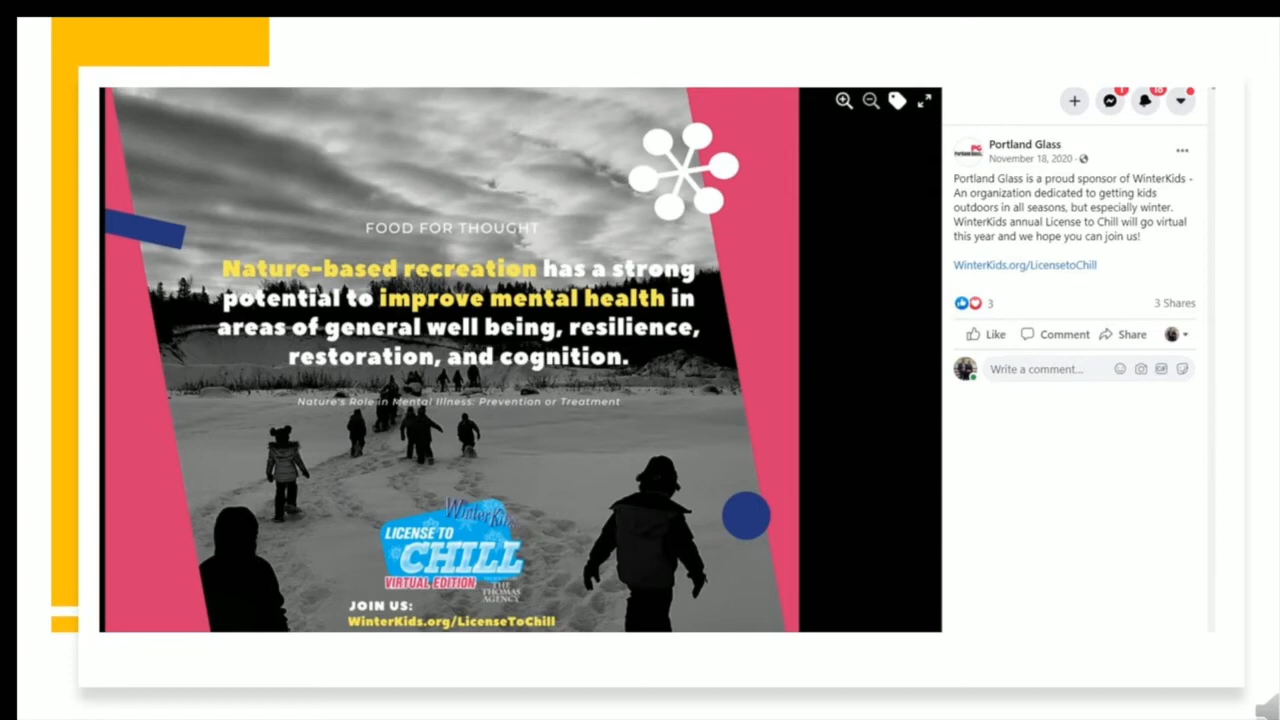 FOOD FOR THOUGHT
Nature-based recreation has a strong
potential to improve mental health in
areas of general well being, resilience,
restoration, and cognition.
Nature's Role in Mental Illness: Prevention or Treatment
WinterKids
LICENSE TO
CHILL
VIRTUAL EDITION
THE
THOMAS
AGENCY
JOIN US:
WinterKids.org/LicenseToChill
Portland Glass
November 18, 2020 ·
Portland Glass is a proud sponsor of WinterKids -
An organization dedicated to getting kids
outdoors in all seasons, but especially winter.
WinterKids annual License to Chill will go virtual
this year and we hope you can join us!
WinterKids.org/LicensetoChill
3
3 Shares
Like Comment Share
Write a comment...
GIF